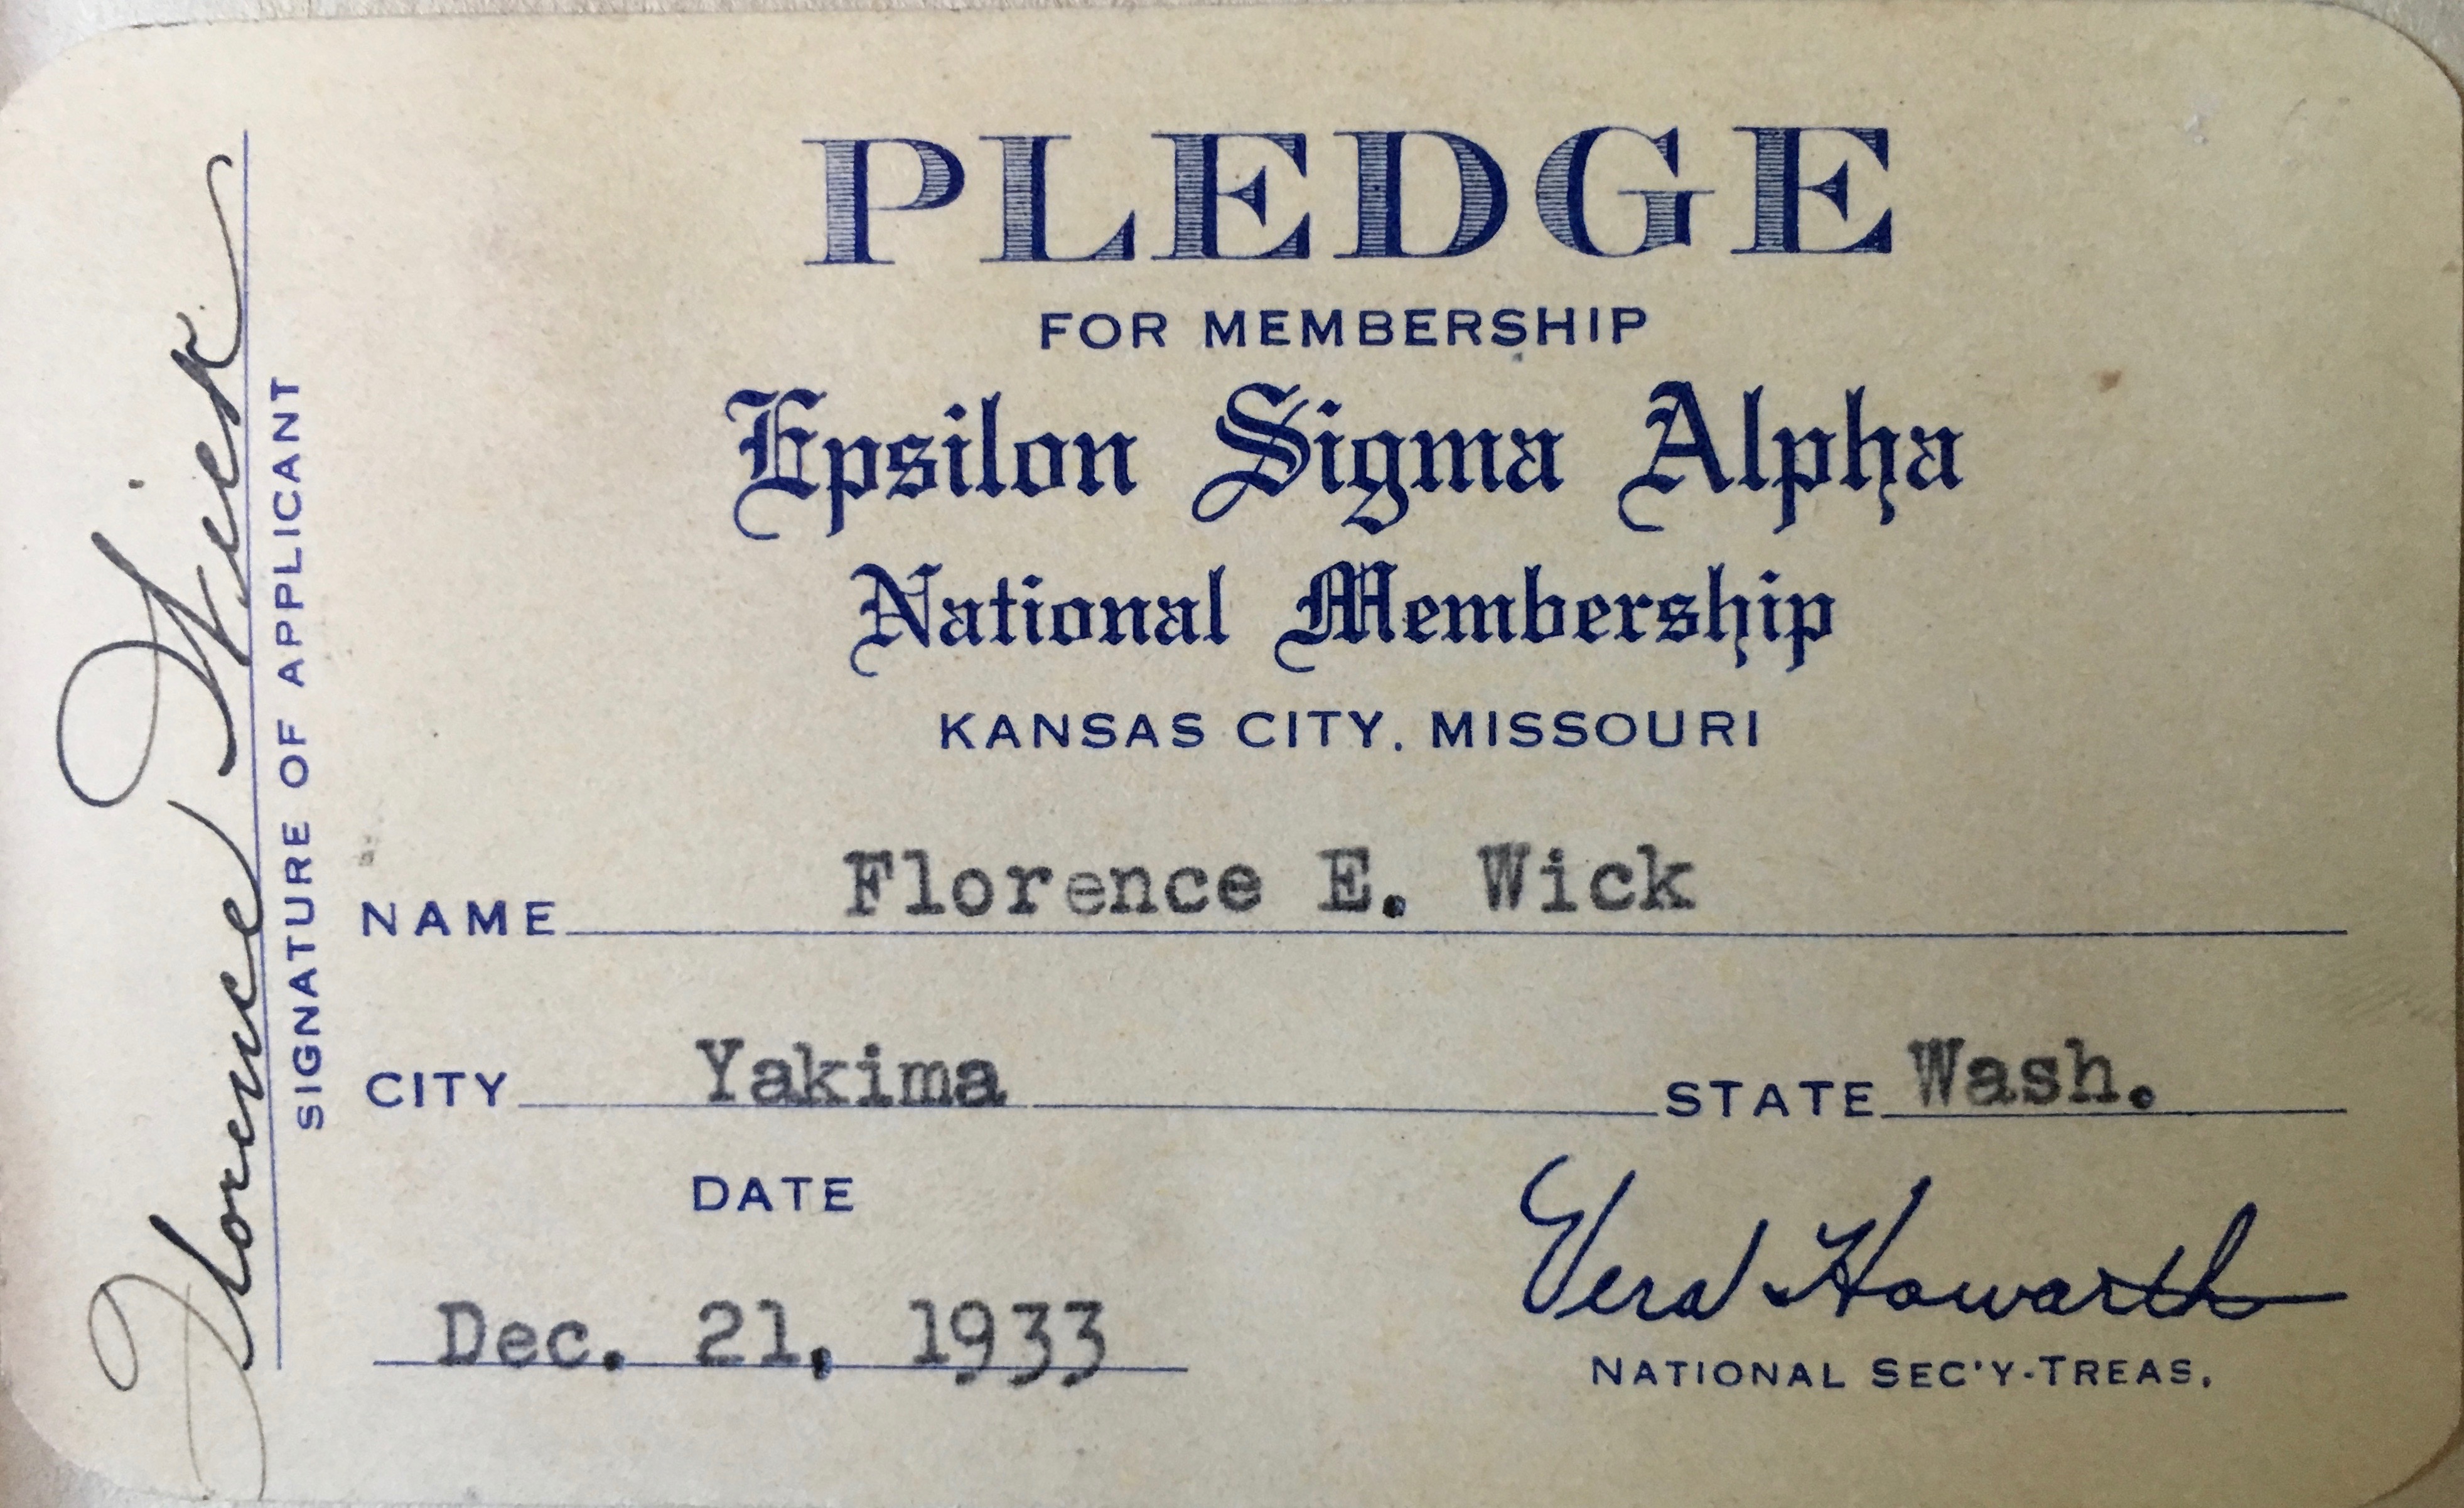 PLEDGE
FOR MEMBERSHIP
Epsilon Sigma Alpha
National Membership
KANSAS CITY, MISSOURI
NAME Florence E. Wick
CITY Yakima STATE Wash.
DATE
Dec. 21, 1933
Vera Howarth
NATIONAL SEC'Y-TREAS.
Florence Wick
SIGNATURE OF APPLICANT